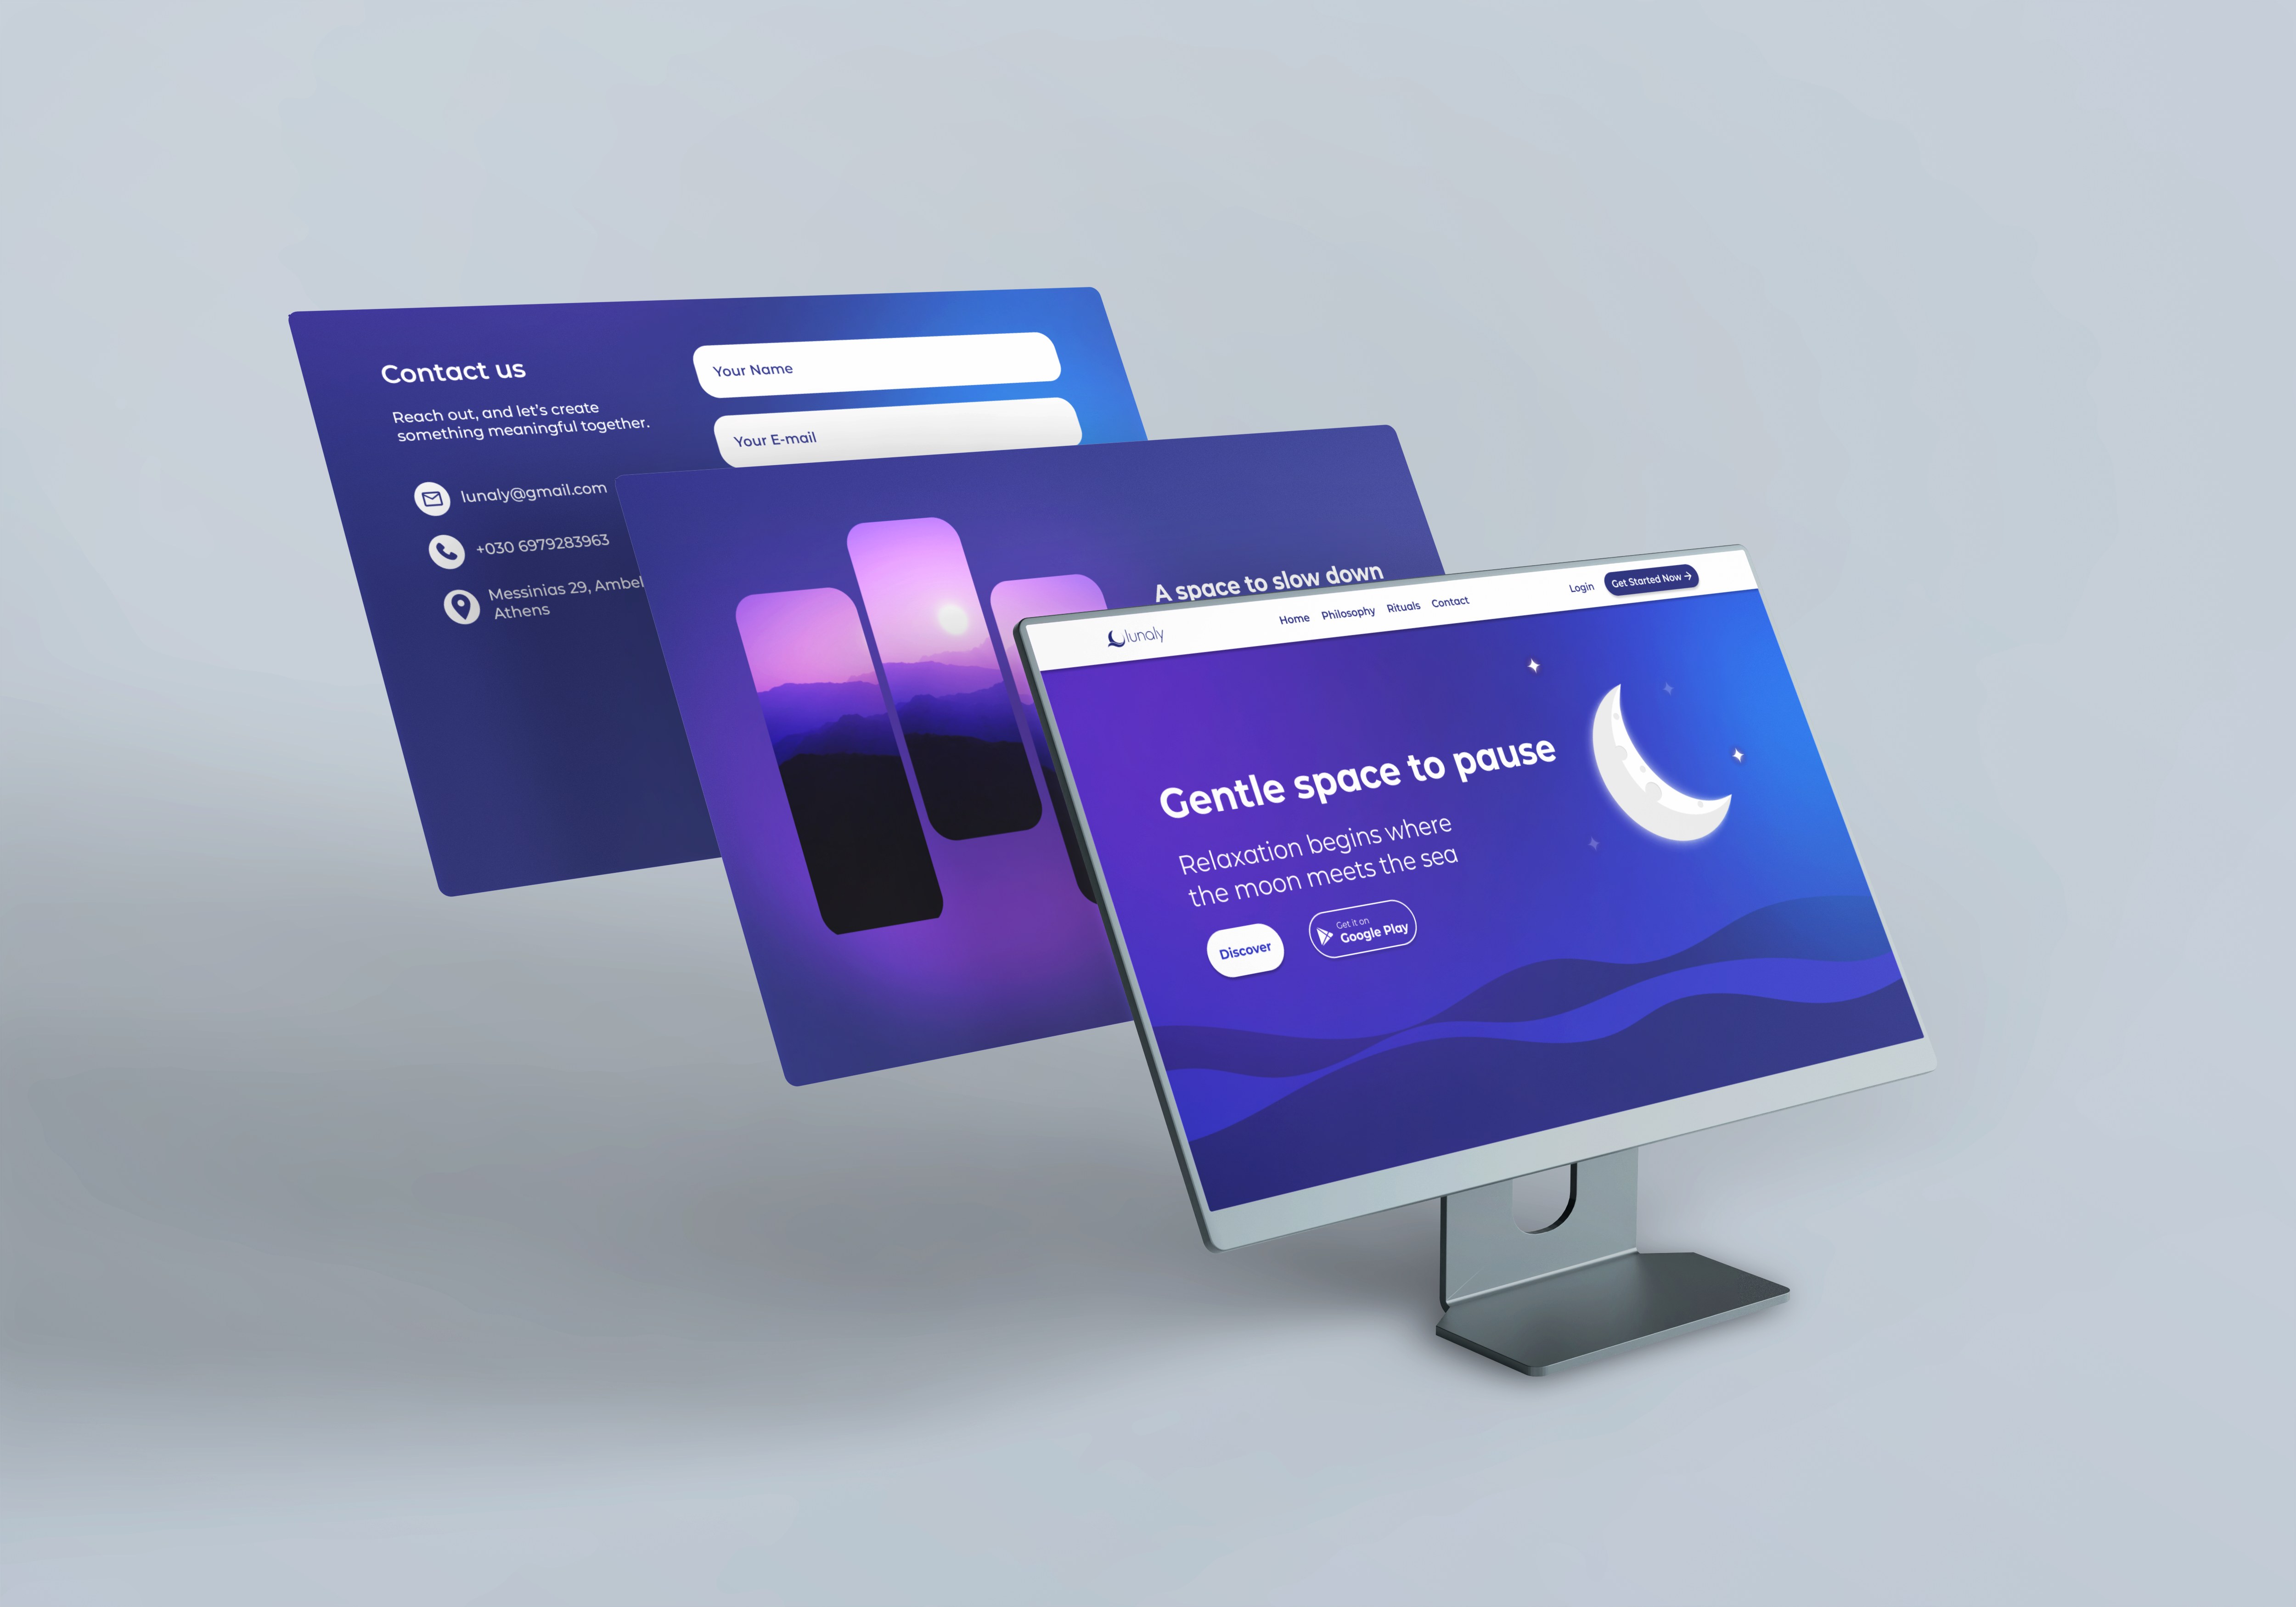 Contact us
Reach out, and let's create
something meaningful together.
lunaly@gmail.com
+030 6979283963
Messinias 29,
Athens
Your Name
Your E-mail
A space to slow down
lunaly
Home Philosophy Rituals Contact
Login Get Started Now →
Gentle space to pause
Relaxation begins where
the moon meets the sea
Discover
Get it on
Google Play